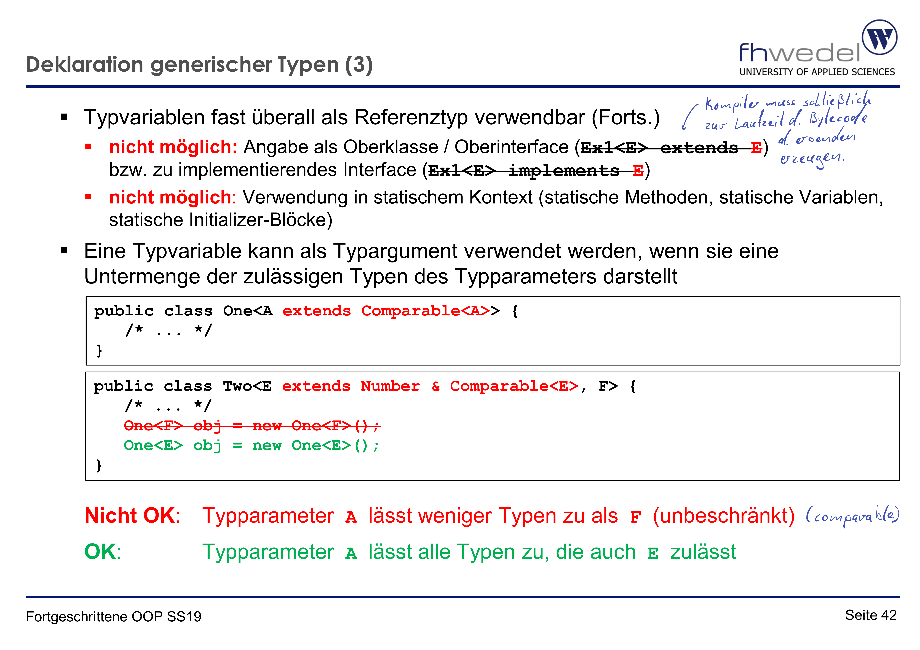 Deklaration generischer Typen (3)
fhwedel W
UNIVERSITY OF APPLIED SCIENCES
Typvariablen fast überall als Referenztyp verwendbar (Forts.)
Kompiler muss schließlich
zur Laufzeit d. Bytecode
erzeugen.
nicht möglich: Angabe als Oberklasse / Oberinterface (Ex1<E> extends E)
bzw. zu implementierendes Interface (Ex1<E> implements E)
nicht möglich: Verwendung in statischem Kontext (statische Methoden, statische Variablen,
statische Initializer-Blöcke)
Eine Typvariable kann als Typargument verwendet werden, wenn sie eine
Untermenge der zulässigen Typen des Typparameters darstellt
public class One<A extends Comparable<A>> {
/* ... */
}
public class Two<E extends Number & Comparable<E>, F> {
/* ... */
One<F> obj = new One<F>();
One<E> obj = new One<E>();
}
Nicht OK: Typparameter A lässt weniger Typen zu als F (unbeschränkt) (comparable)
OK: Typparameter A lässt alle Typen zu, die auch E zulässt
Fortgeschrittene OOP SS19
Seite 42